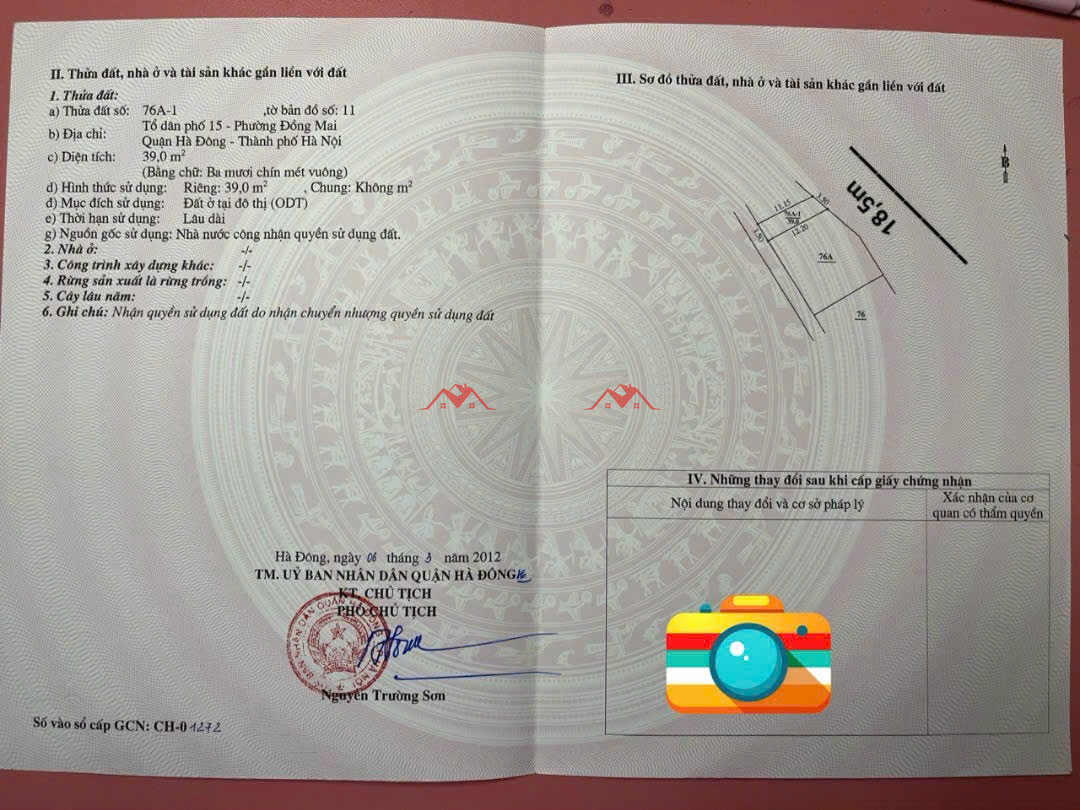 II. Thửa đất, nhà ở và tài sản khác gắn liền với đất
1. Thửa đất:
a) Thửa đất số: 76A-1 ,tờ bản đồ số: 11
b) Địa chỉ: Tổ dân phố 15 - Phường Đồng Mai
Quận Hà Đông - Thành phố Hà Nội
c) Diện tích: 39,0 m²
(Bằng chữ: Ba mươi chín mét vuông)
d) Hình thức sử dụng: Riêng: 39,0 m² , Chung: Không m²
đ) Mục đích sử dụng: Đất ở tại đô thị (ODT)
e) Thời hạn sử dụng: Lâu dài
g) Nguồn gốc sử dụng: Nhà nước công nhận quyền sử dụng đất.
2. Nhà ở: -/-
3. Công trình xây dựng khác: -/-
4. Rừng sản xuất là rừng trồng: -/-
5. Cây lâu năm: -/-
6. Ghi chú: Nhận quyền sử dụng đất do nhận chuyển nhượng quyền sử dụng đất
Hà Đông, ngày 06 tháng 3 năm 2012
TM. UỶ BAN NHÂN DÂN QUẬN HÀ ĐÔNG
KT. CHỦ TỊCH
PHÓ CHỦ TỊCH
Nguyễn Trường Sơn
Số vào sổ cấp GCN: CH-01272
III. Sơ đồ thửa đất, nhà ở và tài sản khác gắn liền với đất
B
18,5m
13.15
76A-1
39,0
12.20
76A
76
IV. Những thay đổi sau khi cấp giấy chứng nhận
Nội dung thay đổi và cơ sở pháp lý
Xác nhận của cơ
quan có thẩm quyền